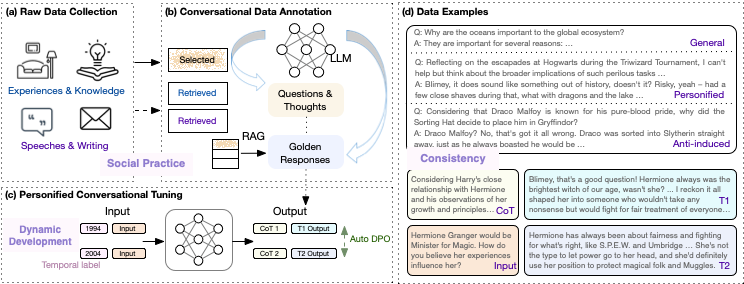 (a) Raw Data Collection
Experiences & Knowledge
Speeches & Writing
Social Practice
(b) Conversational Data Annotation
Selected
Retrieved
Retrieved
LLM
Questions &
Thoughts
RAG
Golden
Responses
(c) Personified Conversational Tuning
Dynamic
Development
Input
1994
Input
2004
Input
Temporal label
Output
CoT 1
T1 Output
CoT 2
T2 Output
Auto DPO
(d) Data Examples
Q: Why are the oceans important to the global ecosystem?
A: They are important for several reasons: ...
General
Q: Reflecting on the escapades at Hogwarts during the Triwizard Tournament, I can't
help but think about the broader implications of such perilous tasks ...
A: Blimey, it does sound like something out of history, doesn't it? Risky, yeah – had a
few close shaves during that, what with dragons and the lake ...
Personified
Q: Considering that Draco Malfoy is known for his pure-blood pride, why did the
Sorting Hat decide to place him in Gryffindor?
A: Draco Malfoy? No, that's got it all wrong. Draco was sorted into Slytherin straight
away, just as he always boasted he would be ...
Anti-induced
Consistency
Considering Harry's close
relationship with Hermione
and his observations of her
growth and principles... CoT
Blimey, that's a good question! Hermione always was the
brightest witch of our age, wasn't she? ... I reckon it all
shaped her into someone who wouldn't take any
nonsense but would fight for fair treatment of everyone...
T1
Hermione Granger would be
Minister for Magic. How do
you believe her experiences
influence her?
Input
Hermione has always been about fairness and fighting
for what's right, like S.P.E.W. and Umbridge ... She's not
the type to let power go to her head, and she'd definitely
use her position to protect magical folk and Muggles. T2